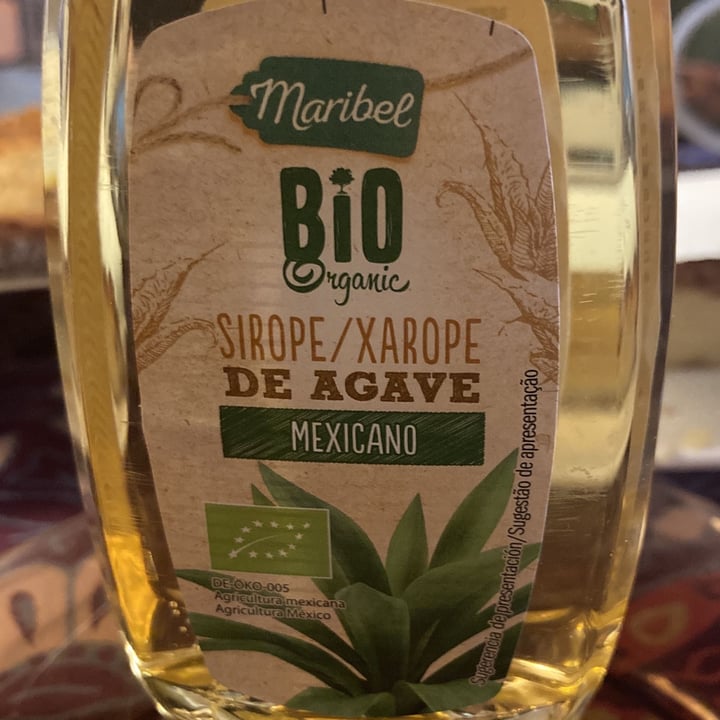 Maribel
BIO
Organic
SIROPE/XAROPE
DE AGAVE
MEXICANO
DE-ÖKO-005
Agricultura mexicana
Agricultura México
Sugerencia de presentación/Sugestão de apresentação